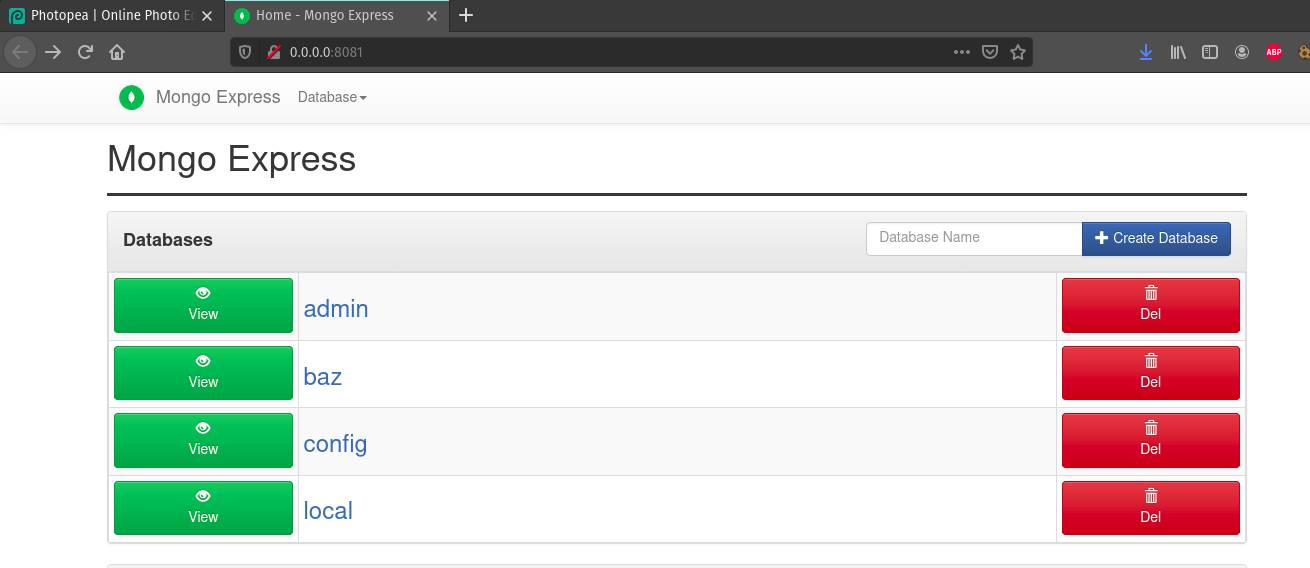 Photopea | Online Photo
Home - Mongo Express
0.0.0.0:8081
ABP
Mongo Express
Database
Mongo Express
Databases
Database Name
Create Database
View
admin
Del
View
baz
Del
View
config
Del
View
local
Del